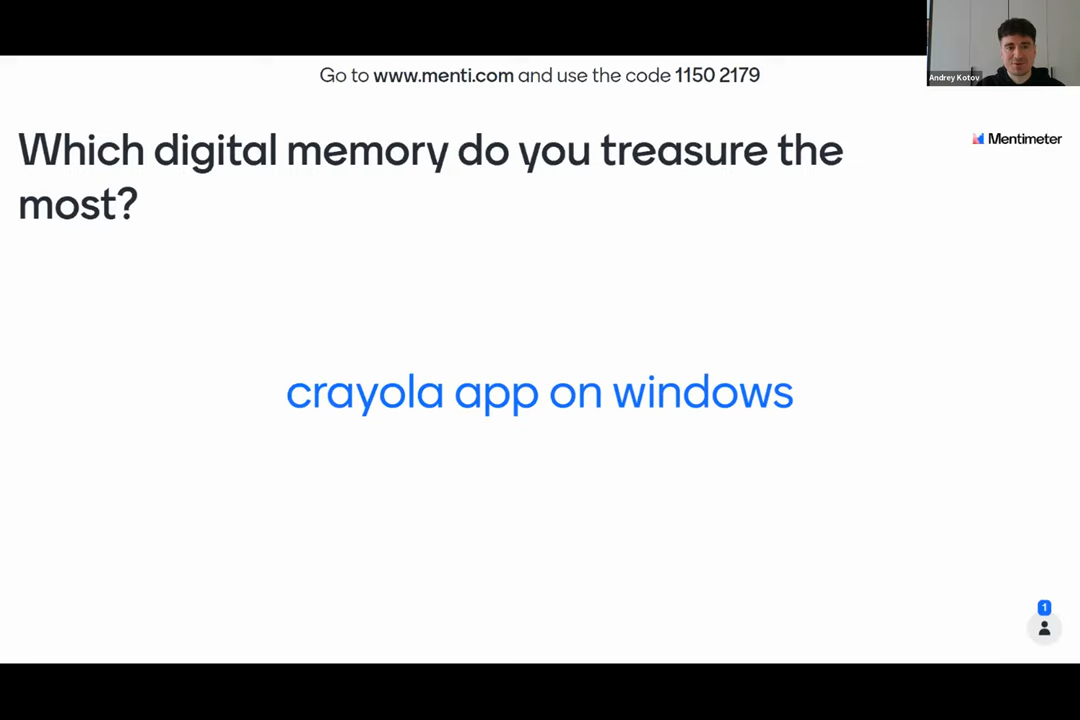 Go to www.menti.com and use the code 1150 2179
Andrey Kotov
Which digital memory do you treasure the
most?
Mentimeter
crayola app on windows
1